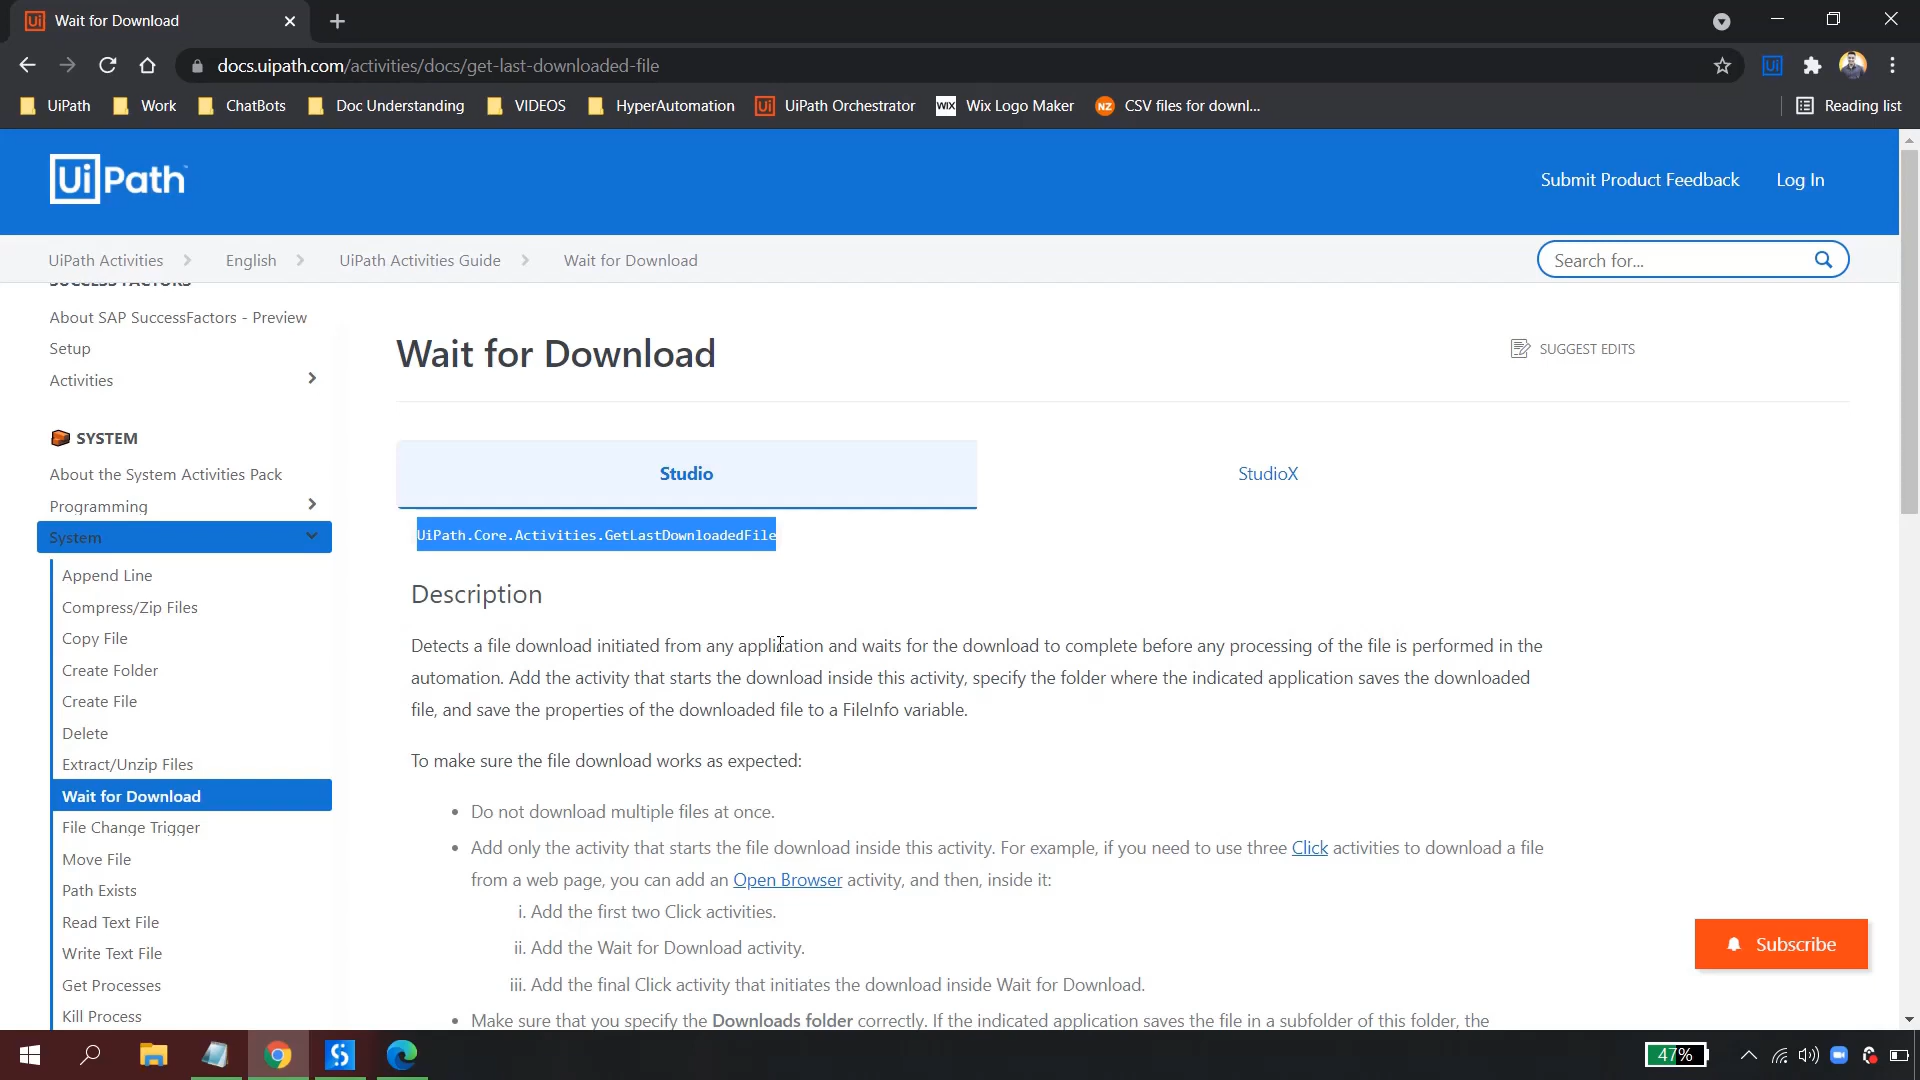 Wait for Download
docs.uipath.com/activities/docs/get-last-downloaded-file
UiPath
Work
ChatBots
Doc Understanding
VIDEOS
HyperAutomation
UiPath Orchestrator
WIX Wix Logo Maker
NZ CSV files for downl...
Reading list
UiPath
Submit Product Feedback
Log In
UiPath Activities
English
UiPath Activities Guide
Wait for Download
Search for...
SUCCESS FACTORS
About SAP SuccessFactors - Preview
Setup
Activities
SYSTEM
About the System Activities Pack
Programming
System
Append Line
Compress/Zip Files
Copy File
Create Folder
Create File
Delete
Extract/Unzip Files
Wait for Download
File Change Trigger
Move File
Path Exists
Read Text File
Write Text File
Get Processes
Kill Process
Wait for Download
SUGGEST EDITS
Studio
StudioX
UiPath.Core.Activities.GetLastDownloadedFile
Description
Detects a file download initiated from any application and waits for the download to complete before any processing of the file is performed in the
automation. Add the activity that starts the download inside this activity, specify the folder where the indicated application saves the downloaded
file, and save the properties of the downloaded file to a FileInfo variable.
To make sure the file download works as expected:
• Do not download multiple files at once.
• Add only the activity that starts the file download inside this activity. For example, if you need to use three Click activities to download a file
from a web page, you can add an Open Browser activity, and then, inside it:
i. Add the first two Click activities.
ii. Add the Wait for Download activity.
iii. Add the final Click activity that initiates the download inside Wait for Download.
• Make sure that you specify the Downloads folder correctly. If the indicated application saves the file in a subfolder of this folder, the
Subscribe
47%